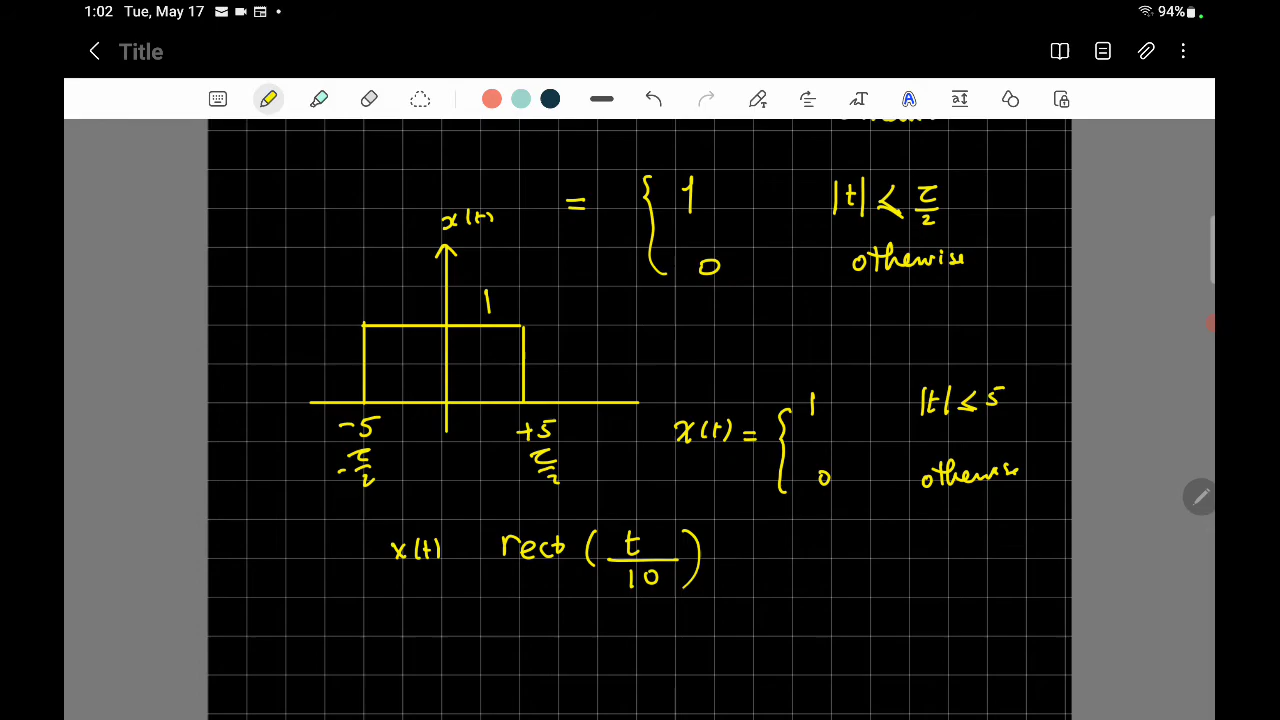 1:02 Tue, May 17
94%
Title
= { 1 |t| ≤ τ/2
0 otherwise
x(t)
1
-5 +5
-τ/2 τ/2
x(t) = { 1 |t| ≤ 5
0 otherwise
x(t) rect ( t/10 )